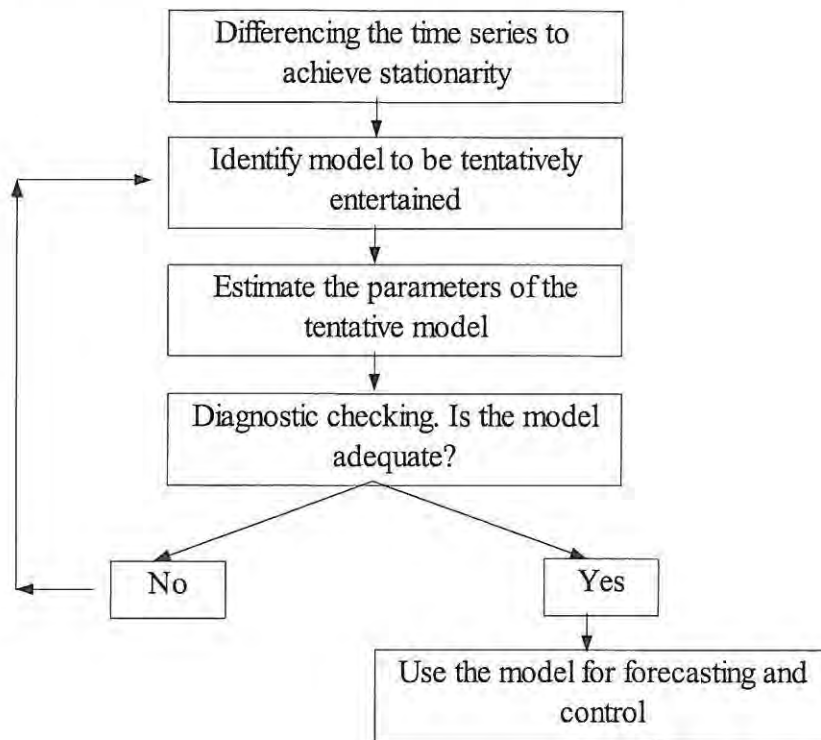 Differencing the time series to
achieve stationarity
Identify model to be tentatively
entertained
Estimate the parameters of the
tentative model
Diagnostic checking. Is the model
adequate?
No
Yes
Use the model for forecasting and
control